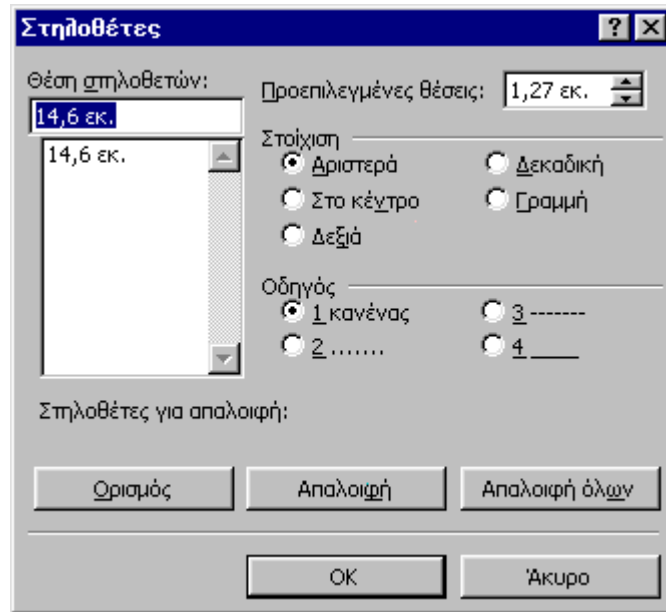 Στηλοθέτες
Θέση στηλοθετών:
14,6 εκ.
14,6 εκ.
Προεπιλεγμένες θέσεις: 1,27 εκ.
Στοίχιση
Αριστερά Δεκαδική
Στο κέντρο Γραμμή
Δεξιά
Οδηγός
1 κανένας 3 -------
2 ....... 4 ____
Στηλοθέτες για απαλοιφή:
Ορισμός Απαλοιφή Απαλοιφή όλων
OK Άκυρο